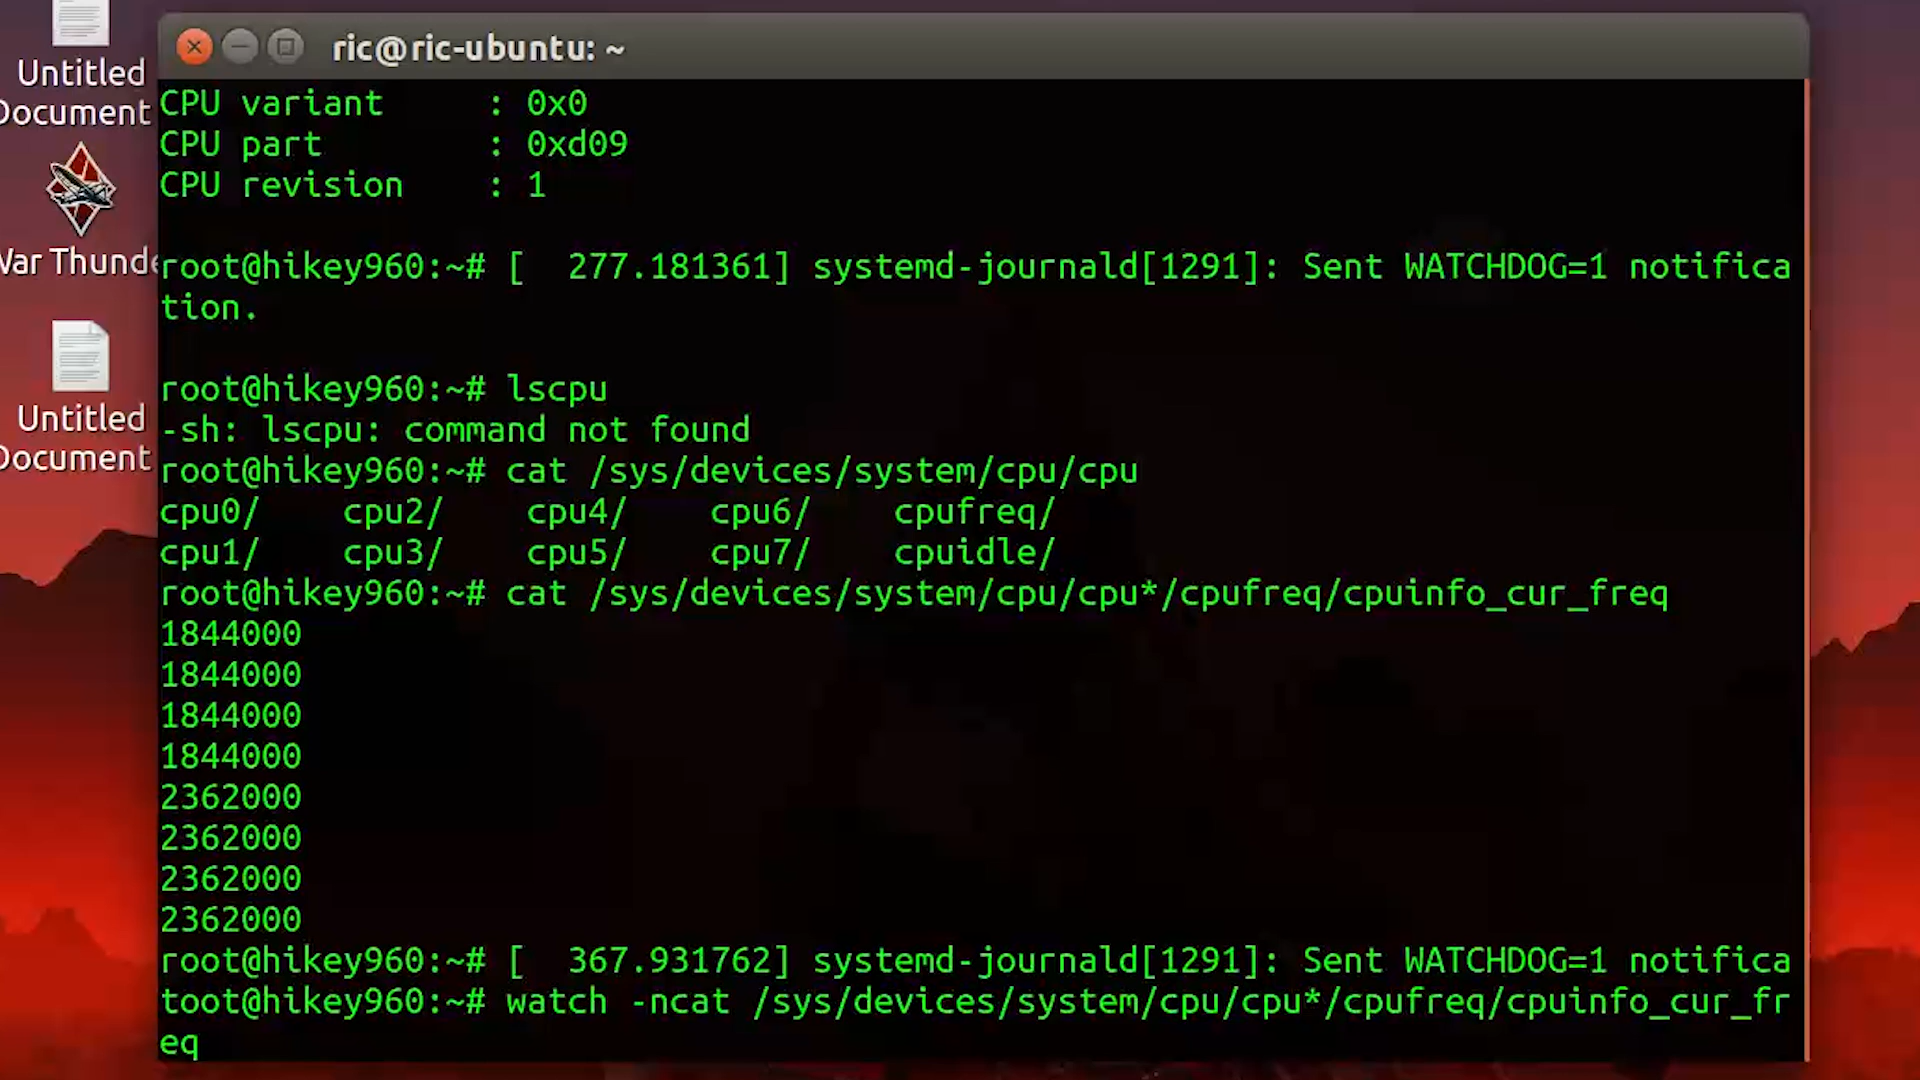 ric@ric-ubuntu: ~
Untitled
Document
War Thunde
Untitled
Document
CPU variant     : 0x0
CPU part        : 0xd09
CPU revision    : 1
root@hikey960:~# [  277.181361] systemd-journald[1291]: Sent WATCHDOG=1 notifica
tion.
root@hikey960:~# lscpu
-sh: lscpu: command not found
root@hikey960:~# cat /sys/devices/system/cpu/cpu
cpu0/    cpu2/    cpu4/    cpu6/    cpufreq/
cpu1/    cpu3/    cpu5/    cpu7/    cpuidle/
root@hikey960:~# cat /sys/devices/system/cpu/cpu*/cpufreq/cpuinfo_cur_freq
1844000
1844000
1844000
1844000
2362000
2362000
2362000
2362000
root@hikey960:~# [  367.931762] systemd-journald[1291]: Sent WATCHDOG=1 notifica
toot@hikey960:~# watch -ncat /sys/devices/system/cpu/cpu*/cpufreq/cpuinfo_cur_fr
eq